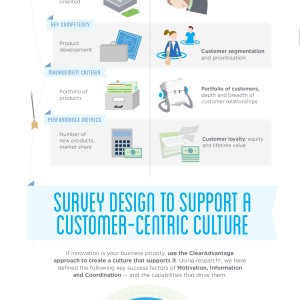 oriented
KEY COMPETENCY
Product
development
Customer segmentation
and prioritization
MANAGEMENT CRITERIA
Portfolio of
products
Portfolio of customers,
depth and breadth of
customer relationships
PERFORMANCE METRICS
Number of
new products,
market share
Customer loyalty, equity
and lifetime value
SURVEY DESIGN TO SUPPORT A
CUSTOMER-CENTRIC CULTURE
If innovation is your business priority, use the ClearAdvantage
approach to create a culture that supports it. Using research*, we have
defined the following key success factors of Motivation, Information
and Coordination — and the capabilities that drive them.